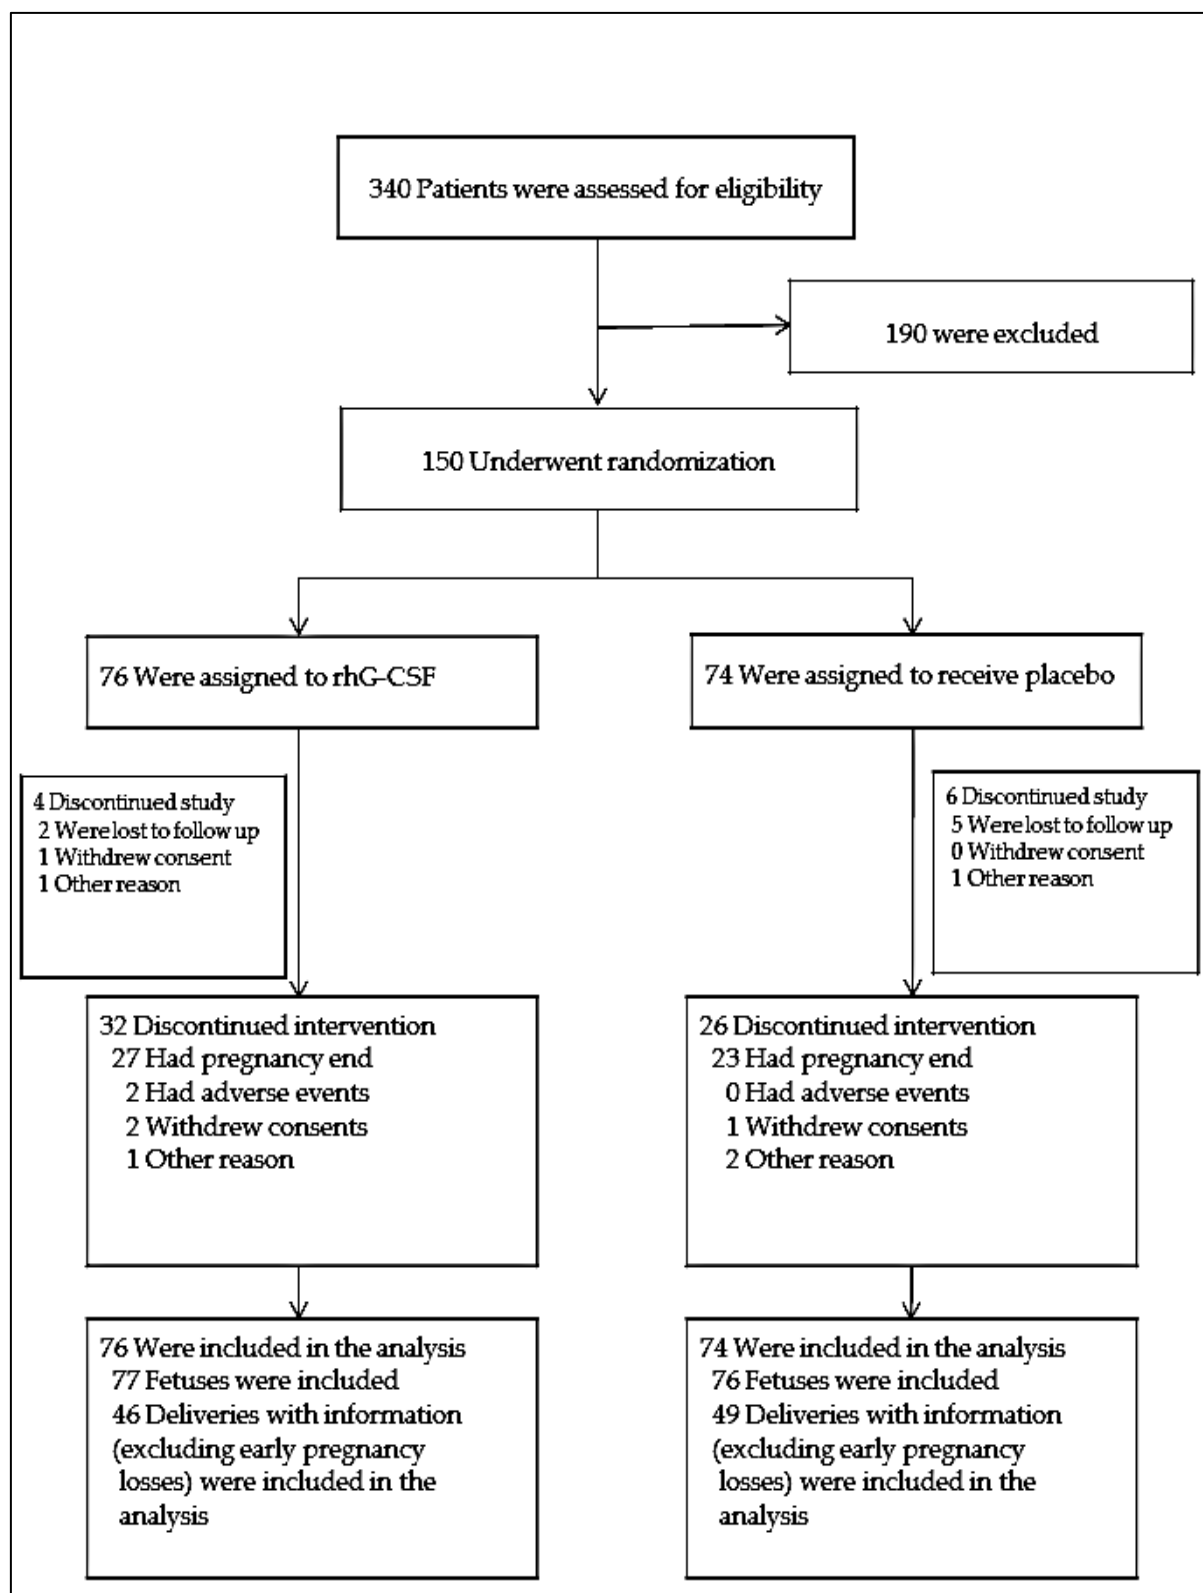 340 Patients were assessed for eligibility
190 were excluded
150 Underwent randomization
76 Were assigned to rhG-CSF
74 Were assigned to receive placebo
4 Discontinued study
2 Were lost to follow up
1 Withdrew consent
1 Other reason
6 Discontinued study
5 Were lost to follow up
0 Withdrew consent
1 Other reason
32 Discontinued intervention
27 Had pregnancy end
2 Had adverse events
2 Withdrew consents
1 Other reason
26 Discontinued intervention
23 Had pregnancy end
0 Had adverse events
1 Withdrew consents
2 Other reason
76 Were included in the analysis
77 Fetuses were included
46 Deliveries with information
(excluding early pregnancy
losses) were included in the
analysis
74 Were included in the analysis
76 Fetuses were included
49 Deliveries with information
(excluding early pregnancy
losses) were included in the
analysis